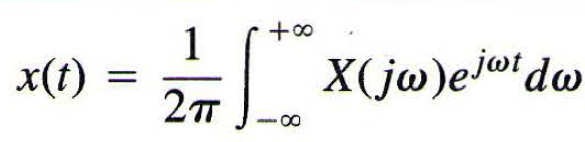 x(t) = \frac{1}{2\pi} \int_{-\infty}^{+\infty} X(j\omega)e^{j\omega t} d\omega